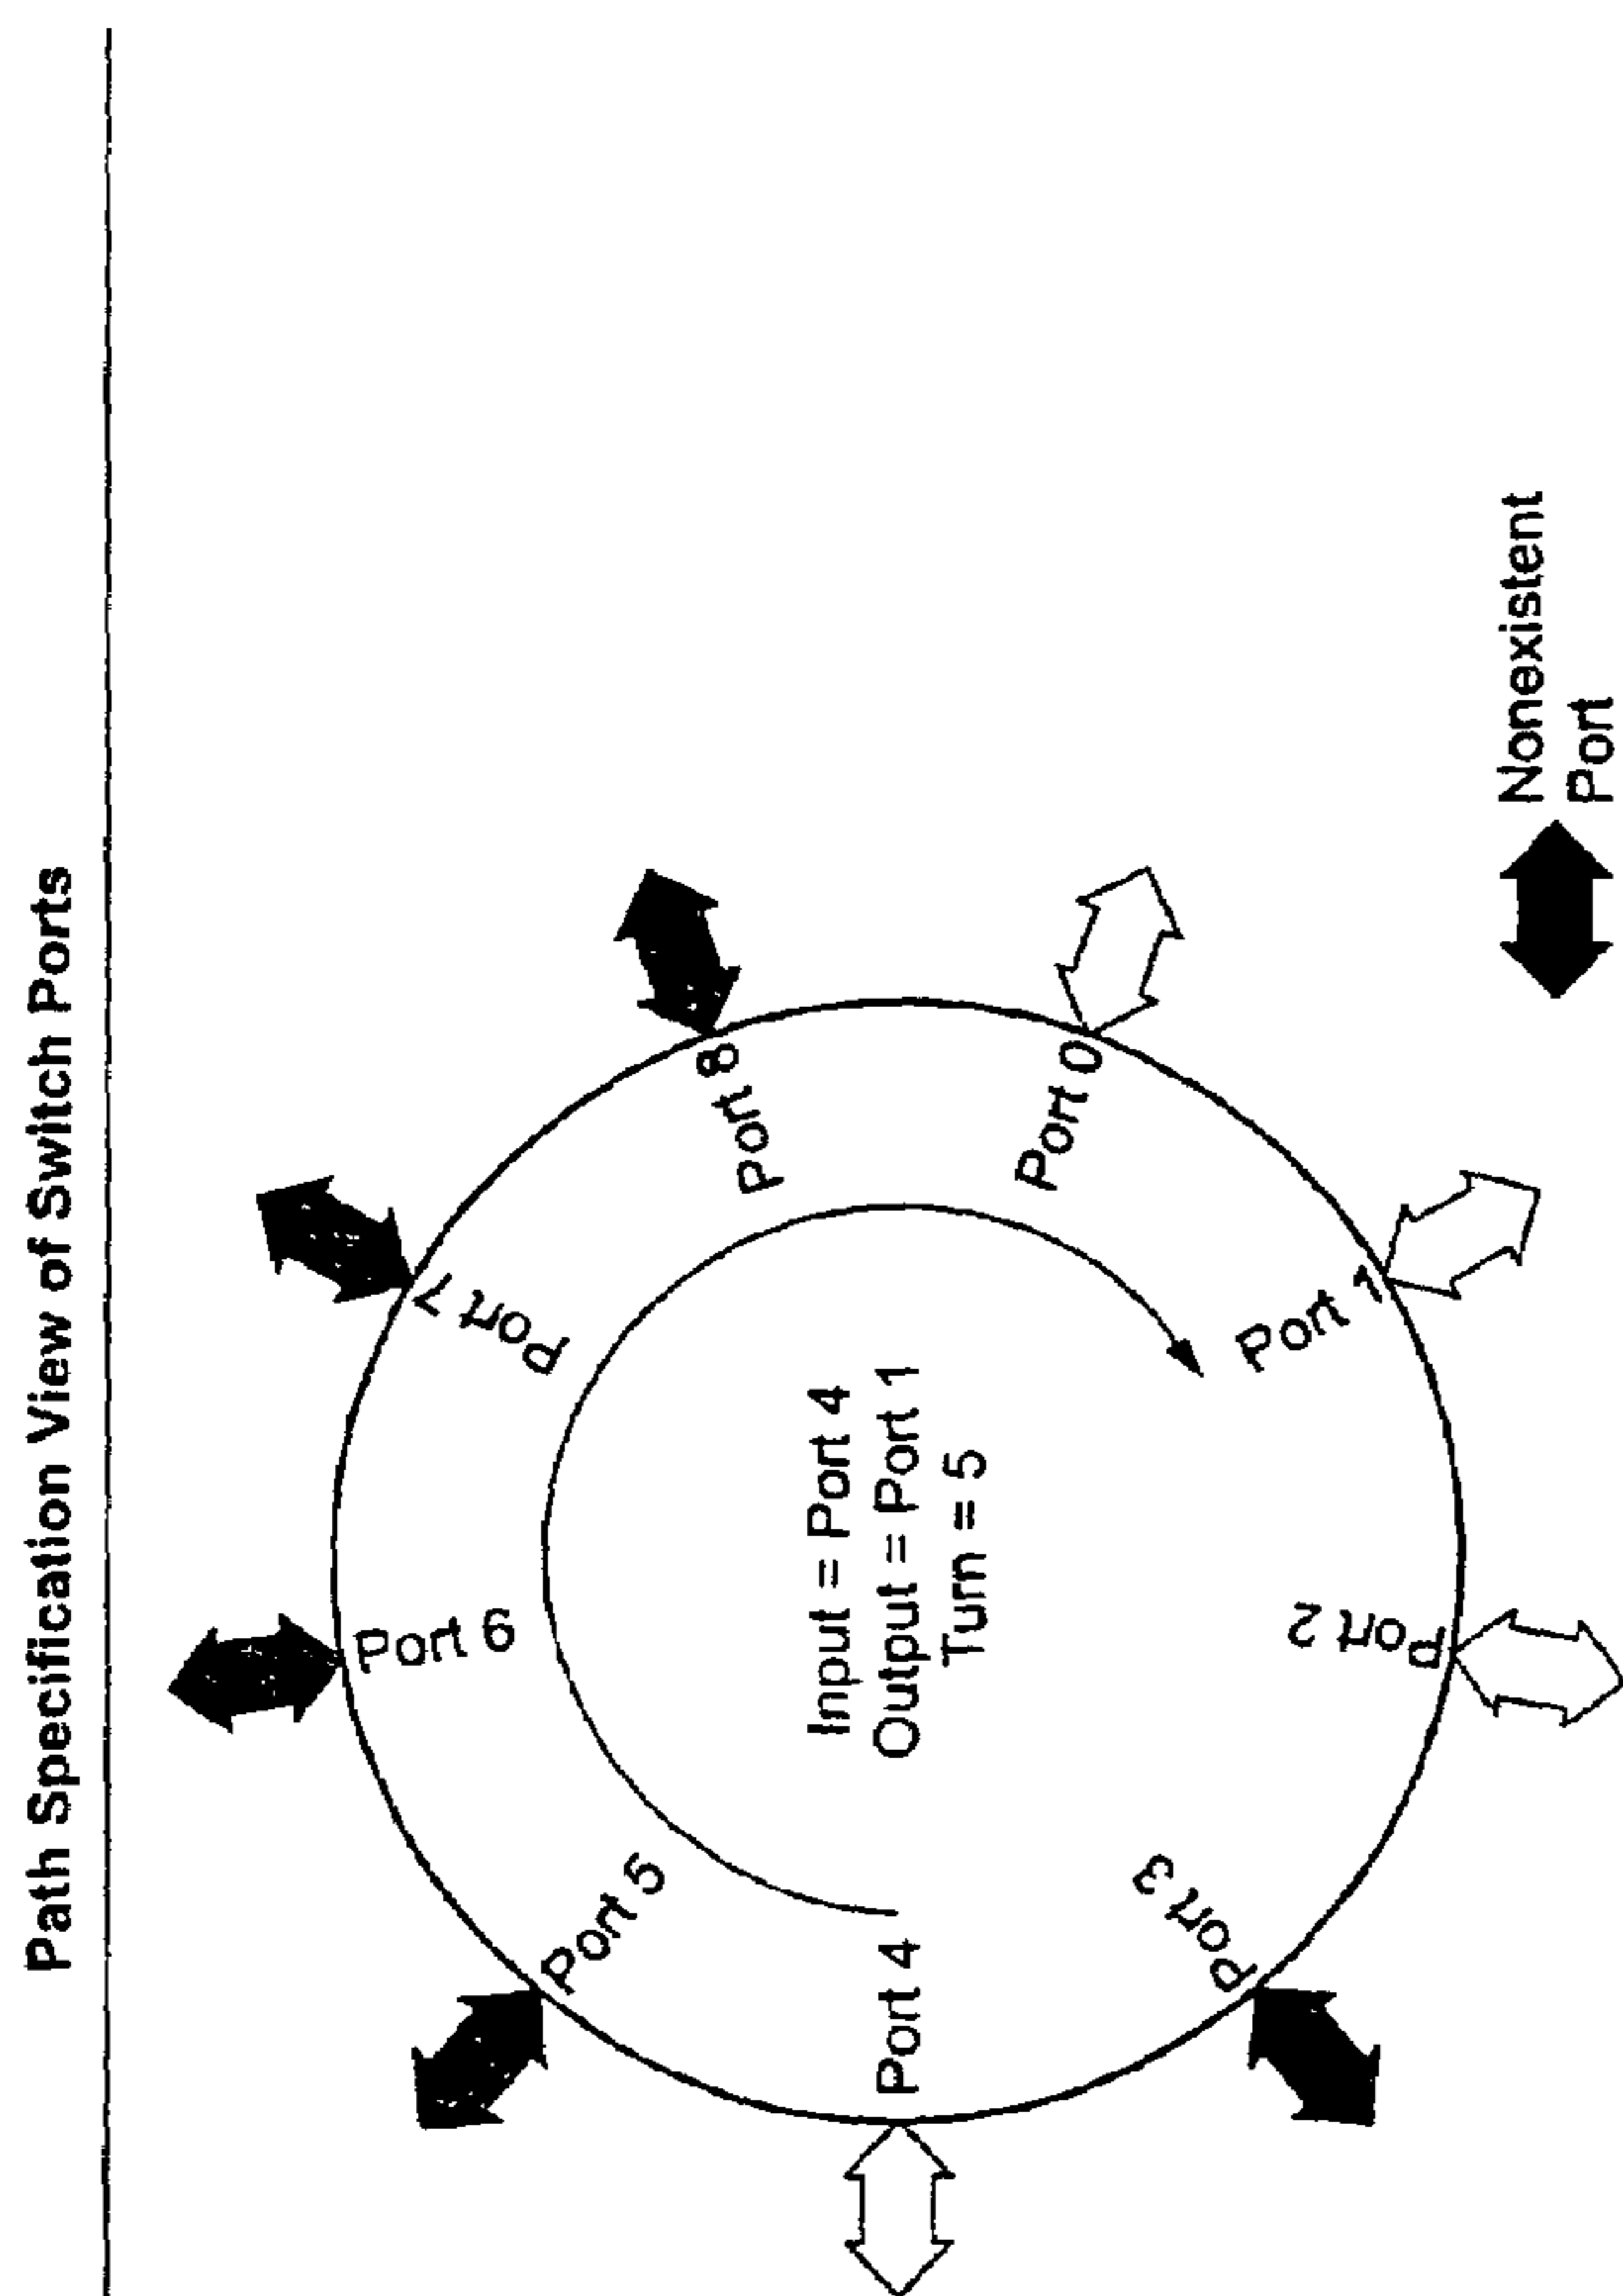 Path Specification View of Switch Ports
Port 4
Port 5
Port 6
Port 7
Port 8
Port 0
Port 1
Port 2
Port 3
Input = Port 4
Output = Port 1
Turn = 5
Nonexistent
Port